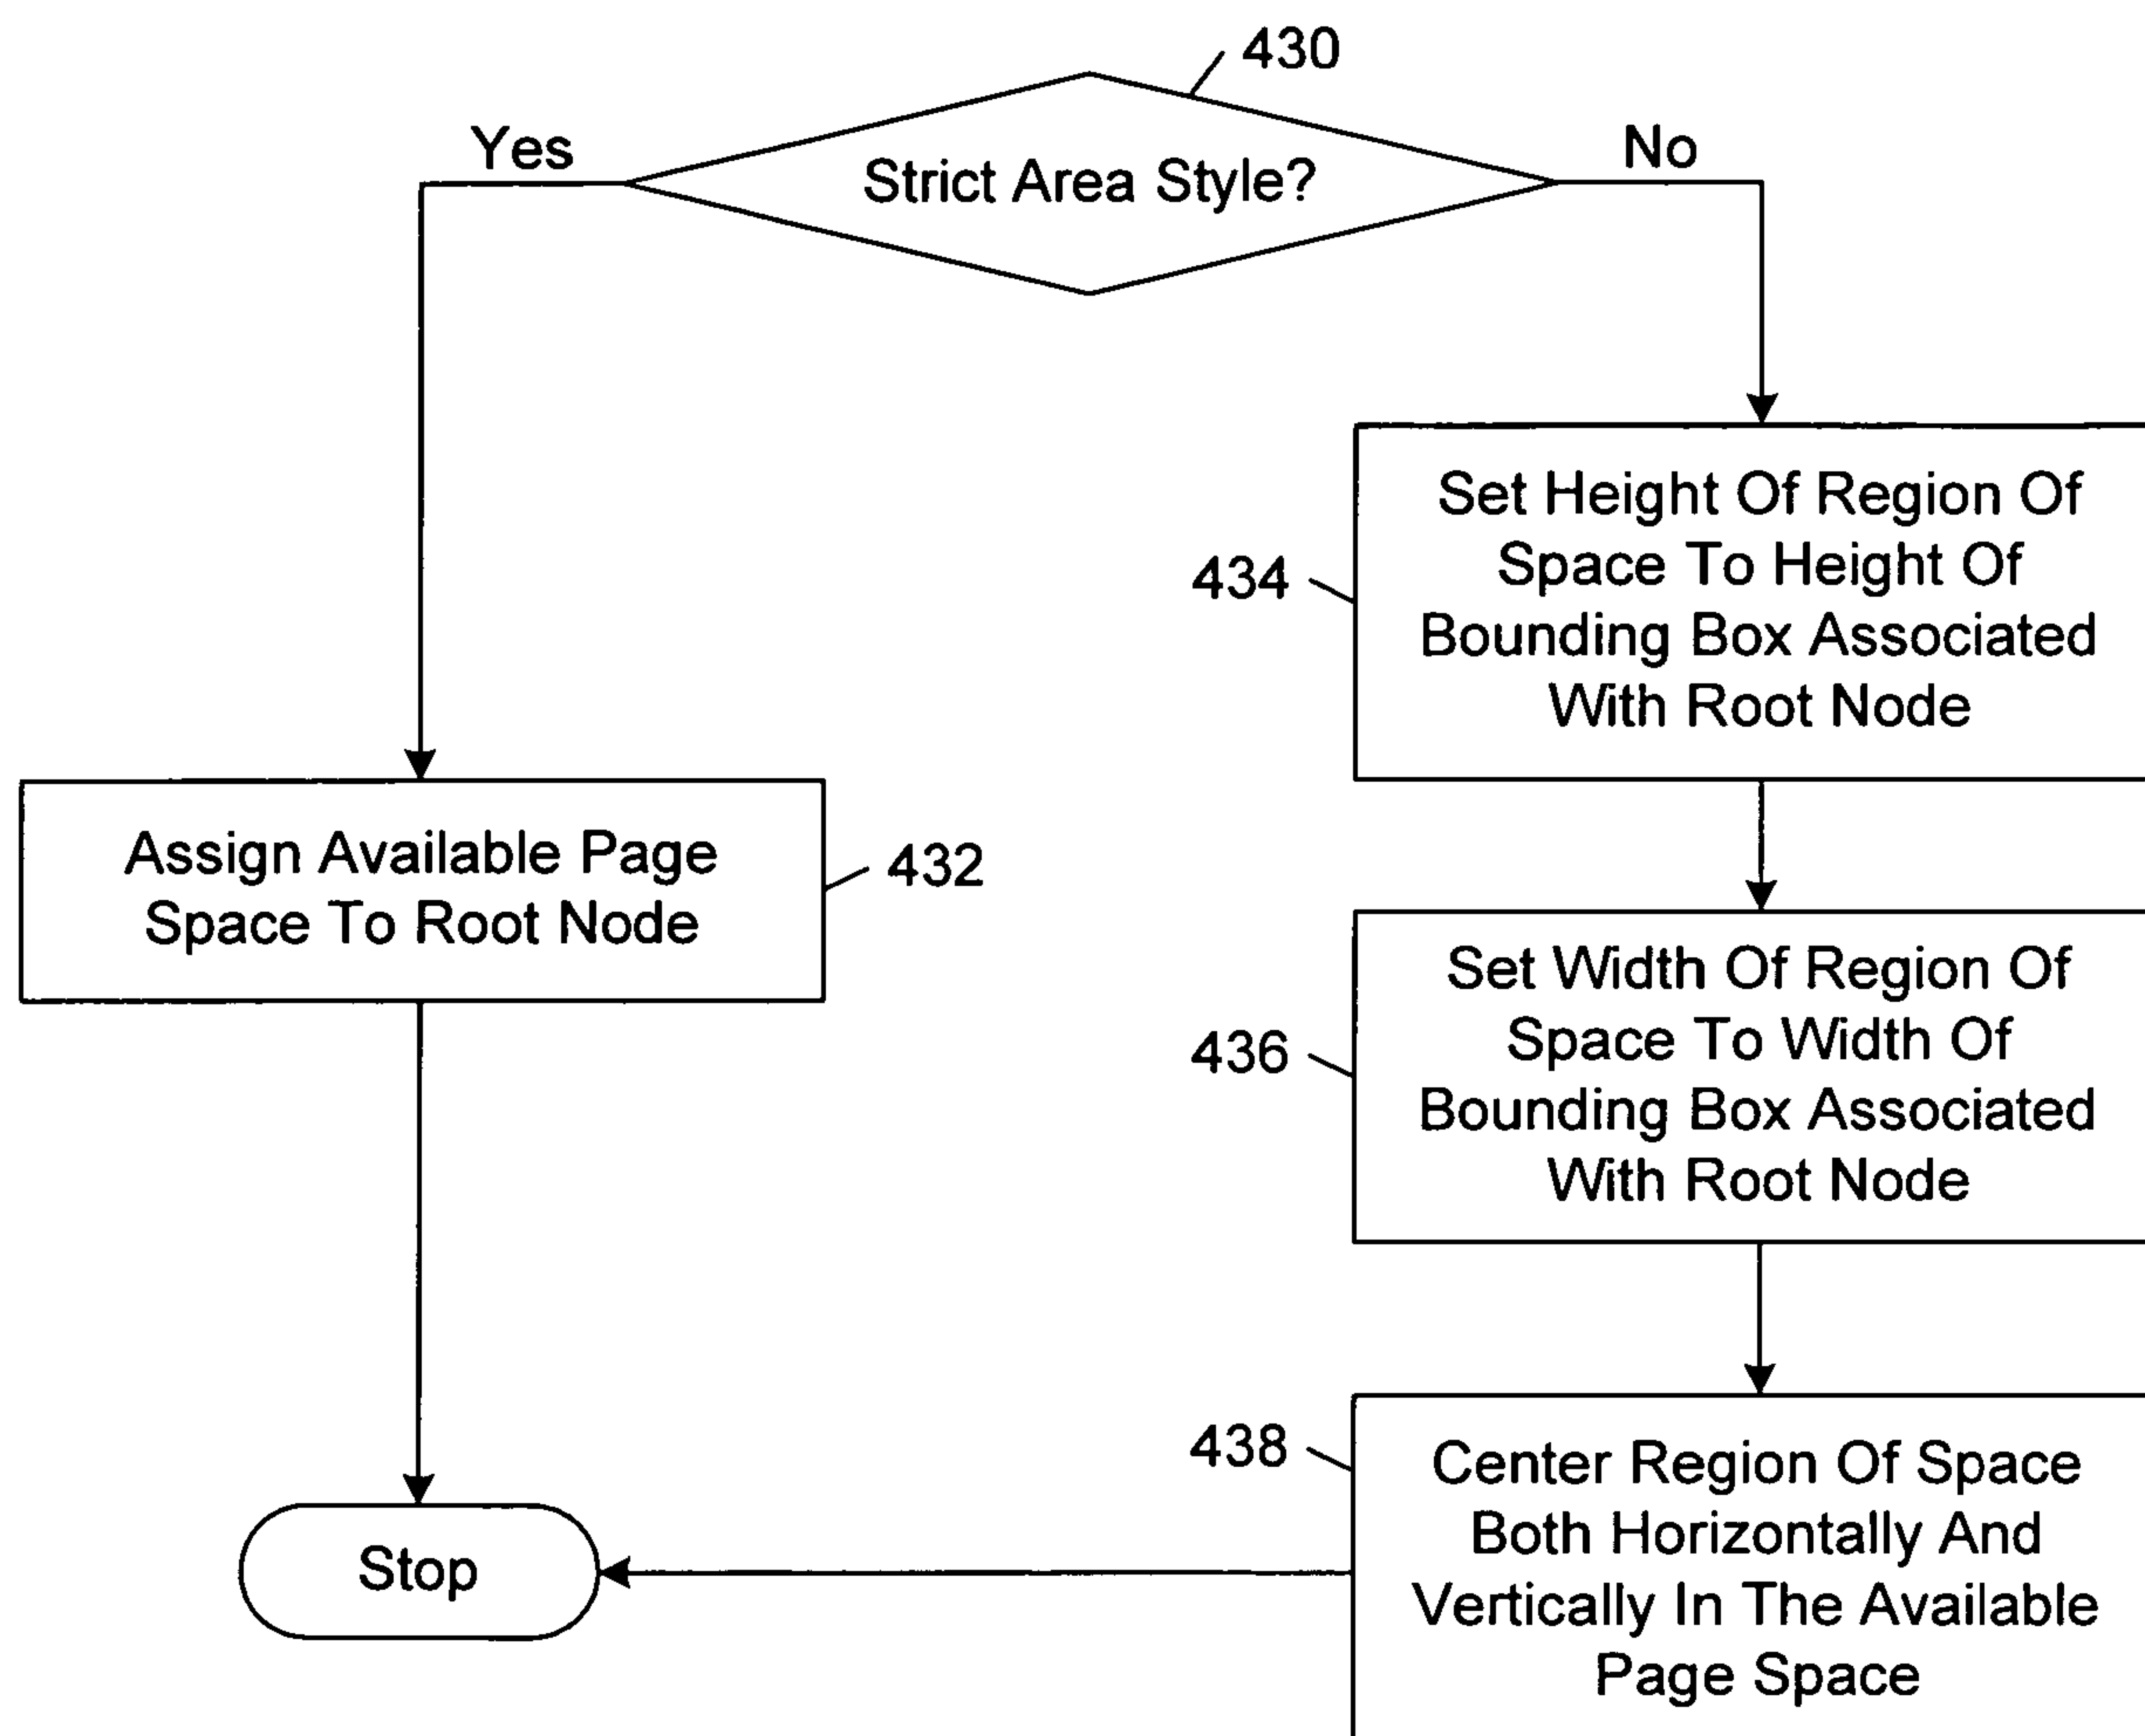 430
Yes
Strict Area Style?
No
Set Height Of Region Of
Space To Height Of
Bounding Box Associated
With Root Node
434
Assign Available Page
Space To Root Node
432
Set Width Of Region Of
Space To Width Of
Bounding Box Associated
With Root Node
436
438
Center Region Of Space
Both Horizontally And
Vertically In The Available
Page Space
Stop